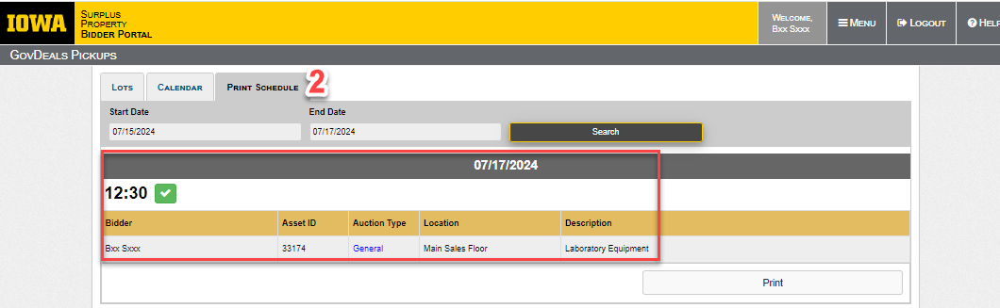 IOWA
SURPLUS
PROPERTY
BIDDER PORTAL
WELCOME,
Bxx Sxxx
MENU
LOGOUT
HELP
GOVDEALS PICKUPS
LOTS
CALENDAR
PRINT SCHEDULE
2
Start Date
End Date
07/15/2024
07/17/2024
Search
07/17/2024
12:30
Bidder Asset ID Auction Type Location Description
Bxx Sxxx 33174 General Main Sales Floor Laboratory Equipment
Print